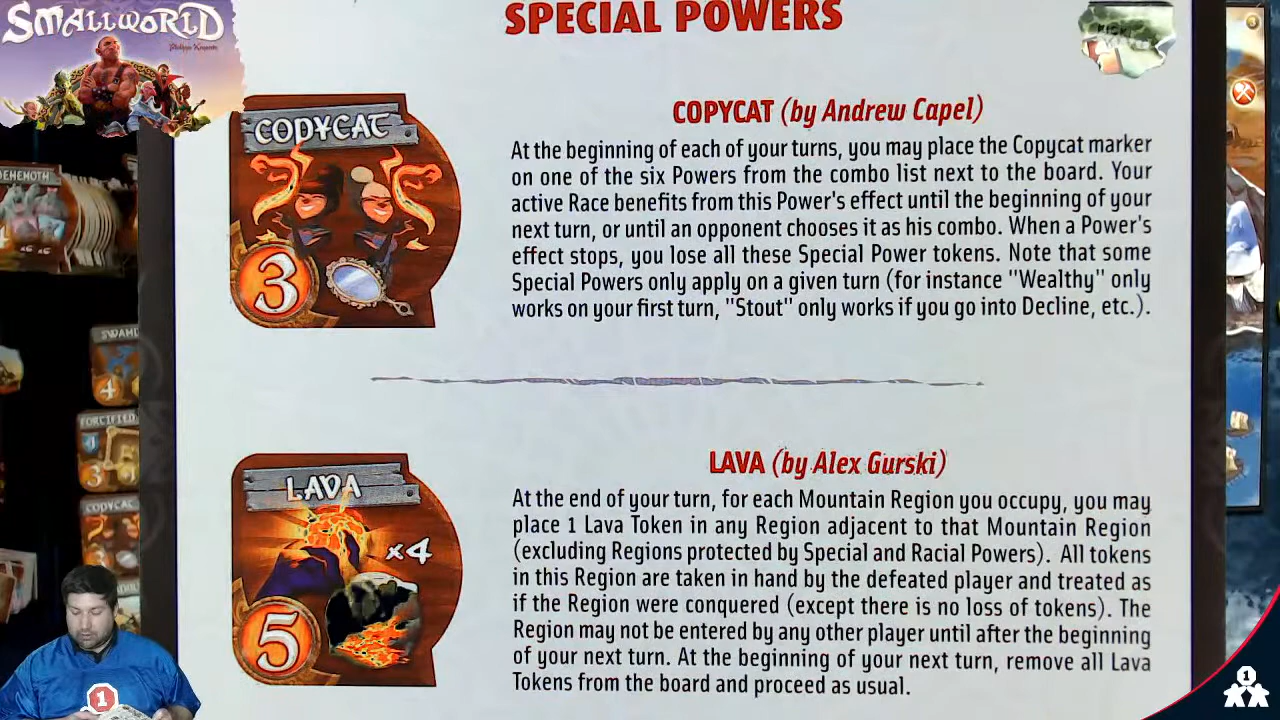 SMALLWORLD
Philippe Keyaerts
SPECIAL POWERS
3
BEHEMOTH
COPYCAT
3
COPYCAT (by Andrew Capel)
At the beginning of each of your turns, you may place the Copycat marker
on one of the six Powers from the combo list next to the board. Your
active Race benefits from this Power's effect until the beginning of your
next turn, or until an opponent chooses it as his combo. When a Power's
effect stops, you lose all these Special Power tokens. Note that some
Special Powers only apply on a given turn (for instance "Wealthy" only
works on your first turn, "Stout" only works if you go into Decline, etc.).
SWAMP
4
FORTIFIED
3
COPYCAT
LAVA
x4
5
LAVA (by Alex Gurski)
At the end of your turn, for each Mountain Region you occupy, you may
place 1 Lava Token in any Region adjacent to that Mountain Region
(excluding Regions protected by Special and Racial Powers). All tokens
in this Region are taken in hand by the defeated player and treated as
if the Region were conquered (except there is no loss of tokens). The
Region may not be entered by any other player until after the beginning
of your next turn. At the beginning of your next turn, remove all Lava
Tokens from the board and proceed as usual.
1
1